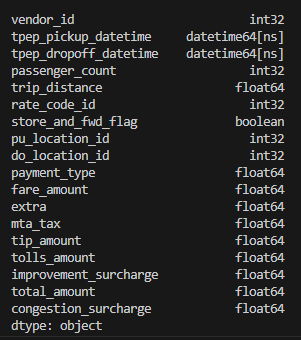 vendor_id int32
tpep_pickup_datetime datetime64[ns]
tpep_dropoff_datetime datetime64[ns]
passenger_count int32
trip_distance float64
rate_code_id int32
store_and_fwd_flag boolean
pu_location_id int32
do_location_id int32
payment_type float64
fare_amount float64
extra float64
mta_tax float64
tip_amount float64
tolls_amount float64
improvement_surcharge float64
total_amount float64
congestion_surcharge float64
dtype: object